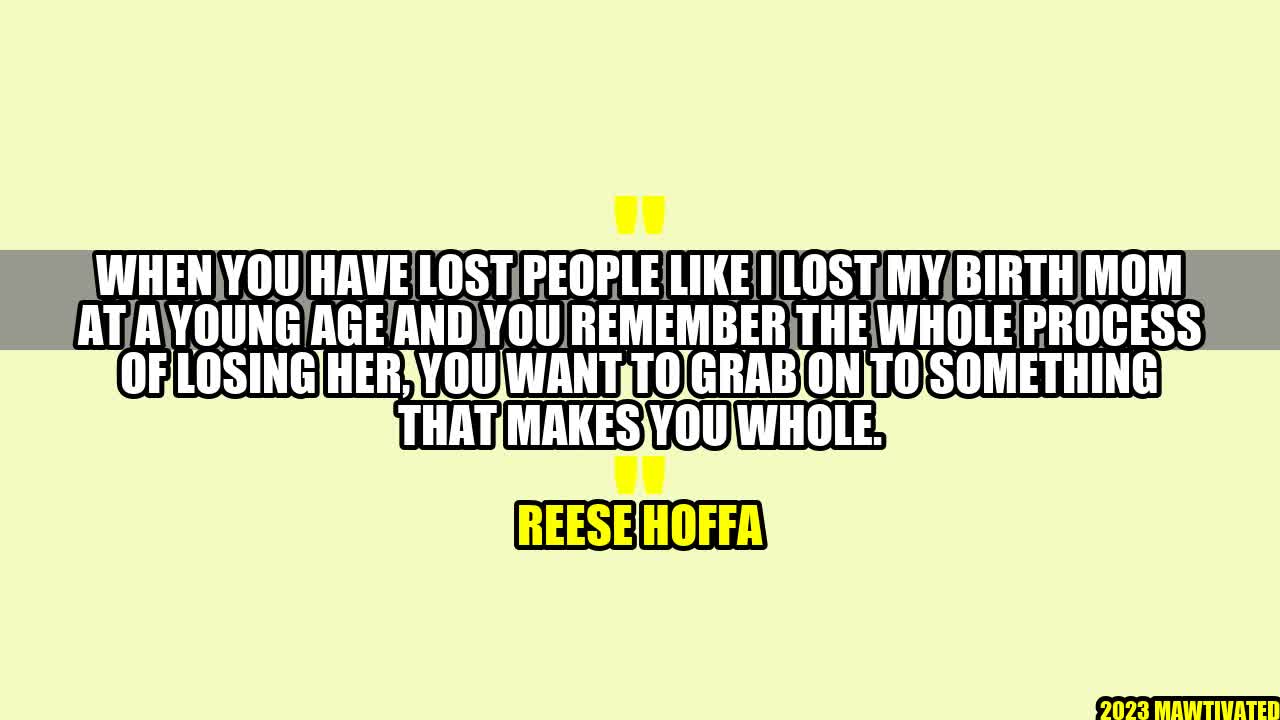 "
WHEN YOU HAVE LOST PEOPLE LIKE I LOST MY BIRTH MOM
AT A YOUNG AGE AND YOU REMEMBER THE WHOLE PROCESS
OF LOSING HER, YOU WANT TO GRAB ON TO SOMETHING
THAT MAKES YOU WHOLE.
"
REESE HOFFA
2023 MAWTIVATED